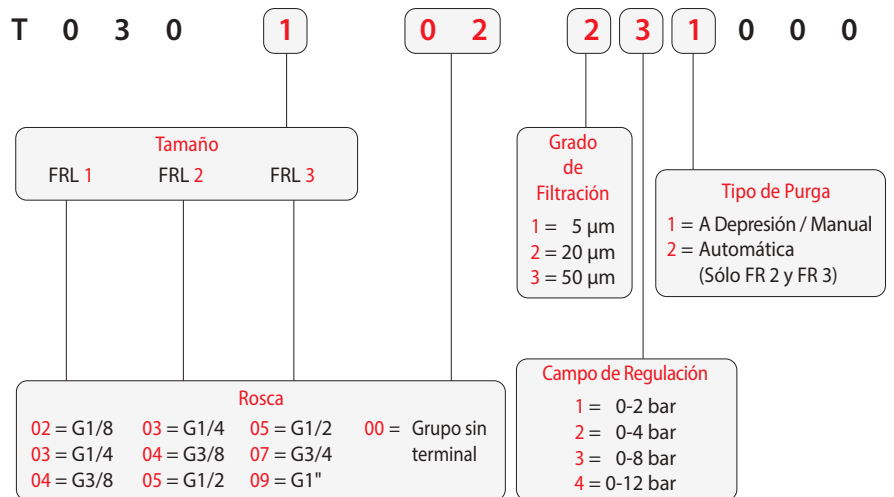 T 0 3 0 1 0 2 2 3 1 0 0 0
Tamaño
FRL 1 FRL 2 FRL 3
Grado
de
Filtración
1 = 5 µm
2 = 20 µm
3 = 50 µm
Tipo de Purga
1 = A Depresión / Manual
2 = Automática
(Sólo FR 2 y FR 3)
Rosca
02 = G1/8 03 = G1/4 05 = G1/2 00 = Grupo sin
03 = G1/4 04 = G3/8 07 = G3/4 terminal
04 = G3/8 05 = G1/2 09 = G1"
Campo de Regulación
1 = 0-2 bar
2 = 0-4 bar
3 = 0-8 bar
4 = 0-12 bar